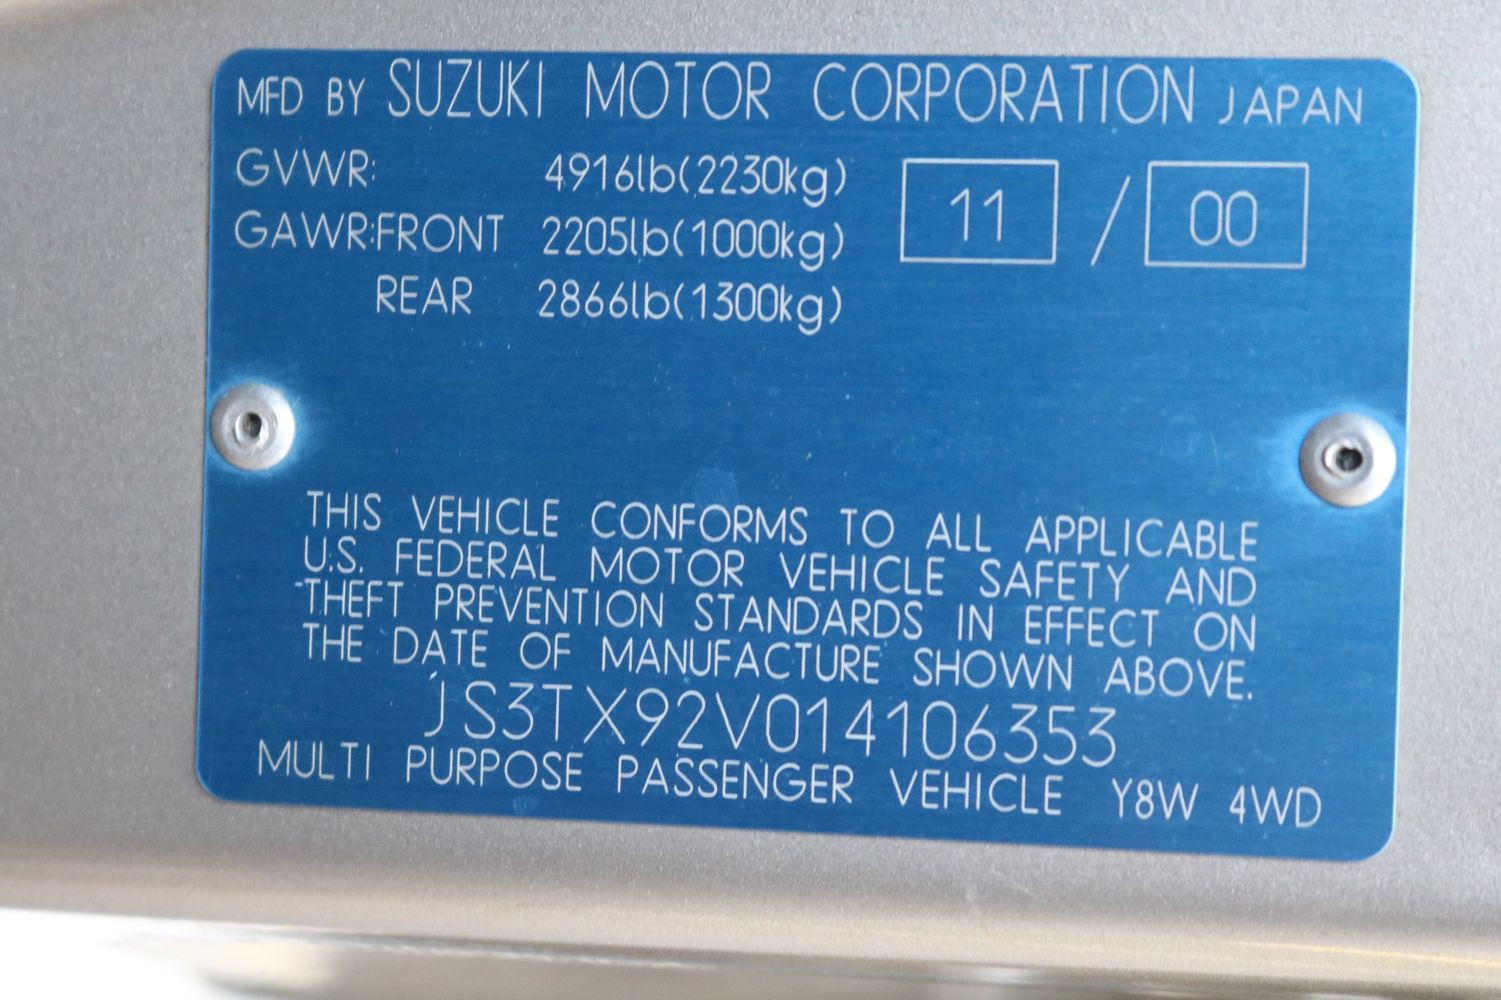 MFD BY SUZUKI MOTOR CORPORATION JAPAN
GVWR: 4916lb(2230kg) 11 / 00
GAWR:FRONT 2205lb(1000kg)
REAR 2866lb(1300kg)
THIS VEHICLE CONFORMS TO ALL APPLICABLE
U.S. FEDERAL MOTOR VEHICLE SAFETY AND
THEFT PREVENTION STANDARDS IN EFFECT ON
THE DATE OF MANUFACTURE SHOWN ABOVE.
JS3TX92V014106353
MULTI PURPOSE PASSENGER VEHICLE Y8W 4WD